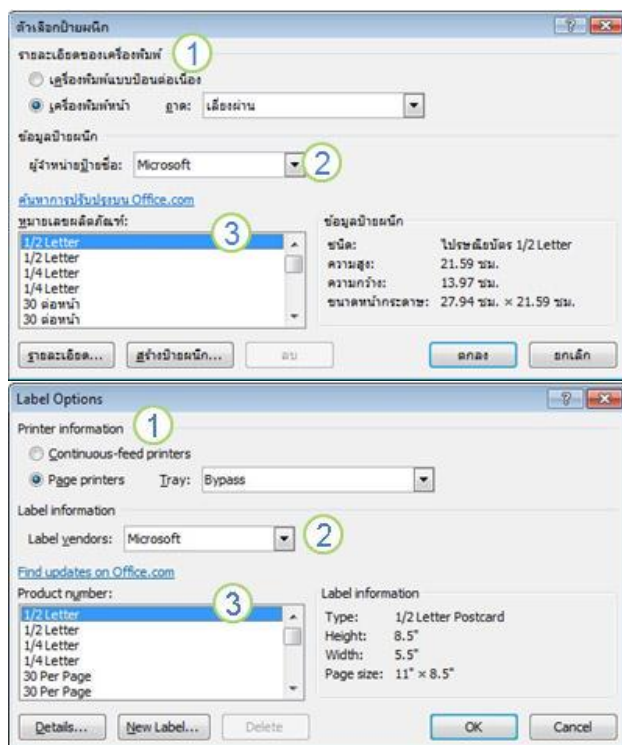 ตัวเลือกป้ายผนึก
รายละเอียดของเครื่องพิมพ์ 1
เครื่องพิมพ์แบบป้อนต่อเนื่อง
เครื่องพิมพ์หน้า ถาด: เลี่ยงผ่าน
ข้อมูลป้ายผนึก
ผู้จำหน่ายป้ายชื่อ: Microsoft 2
ค้นหาการปรับปรุงบน Office.com
หมายเลขผลิตภัณฑ์: 3 ข้อมูลป้ายผนึก
1/2 Letter ชนิด: ไปรษณียบัตร 1/2 Letter
1/2 Letter ความสูง: 21.59 ซม.
1/4 Letter ความกว้าง: 13.97 ซม.
1/4 Letter ขนาดหน้ากระดาษ: 27.94 ซม. × 21.59 ซม.
30 ต่อหน้า
30 ต่อหน้า
รายละเอียด... สร้างป้ายผนึก... ลบ ตกลง ยกเลิก
Label Options
Printer information 1
Continuous-feed printers
Page printers Tray: Bypass
Label information
Label vendors: Microsoft 2
Find updates on Office.com
Product number: 3 Label information
1/2 Letter Type: 1/2 Letter Postcard
1/2 Letter Height: 8.5"
1/4 Letter Width: 5.5"
1/4 Letter Page size: 11" × 8.5"
30 Per Page
30 Per Page
Details... New Label... Delete OK Cancel